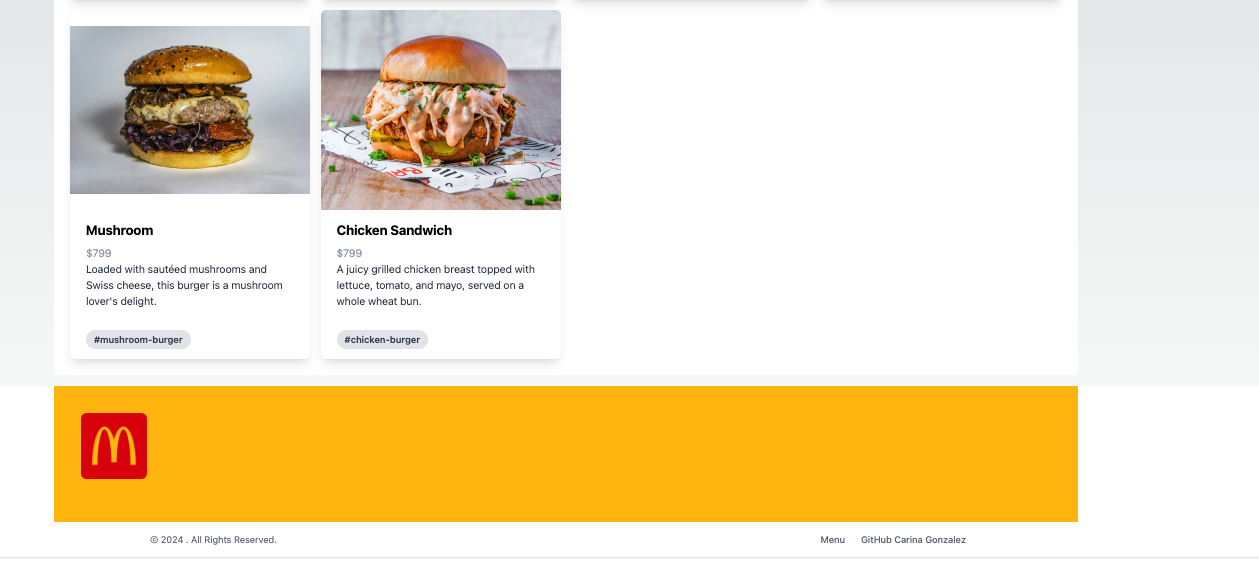 Mushroom
$799
Loaded with sautéed mushrooms and
Swiss cheese, this burger is a mushroom
lover's delight.
#mushroom-burger
Chicken Sandwich
$799
A juicy grilled chicken breast topped with
lettuce, tomato, and mayo, served on a
whole wheat bun.
#chicken-burger
© 2024 . All Rights Reserved.
Menu GitHub Carina Gonzalez